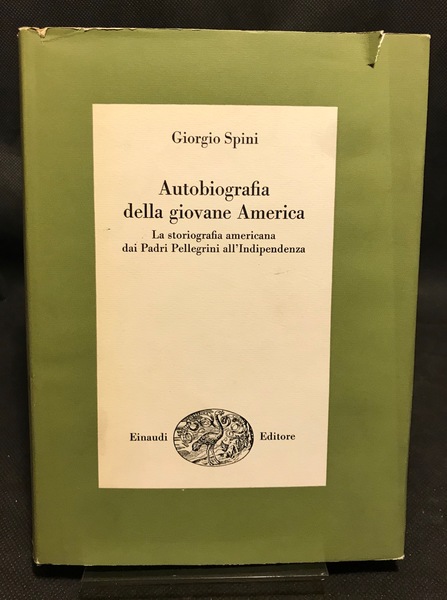 Giorgio Spini
Autobiografia
della giovane America
La storiografia americana
dai Padri Pellegrini all'Indipendenza
Einaudi Editore